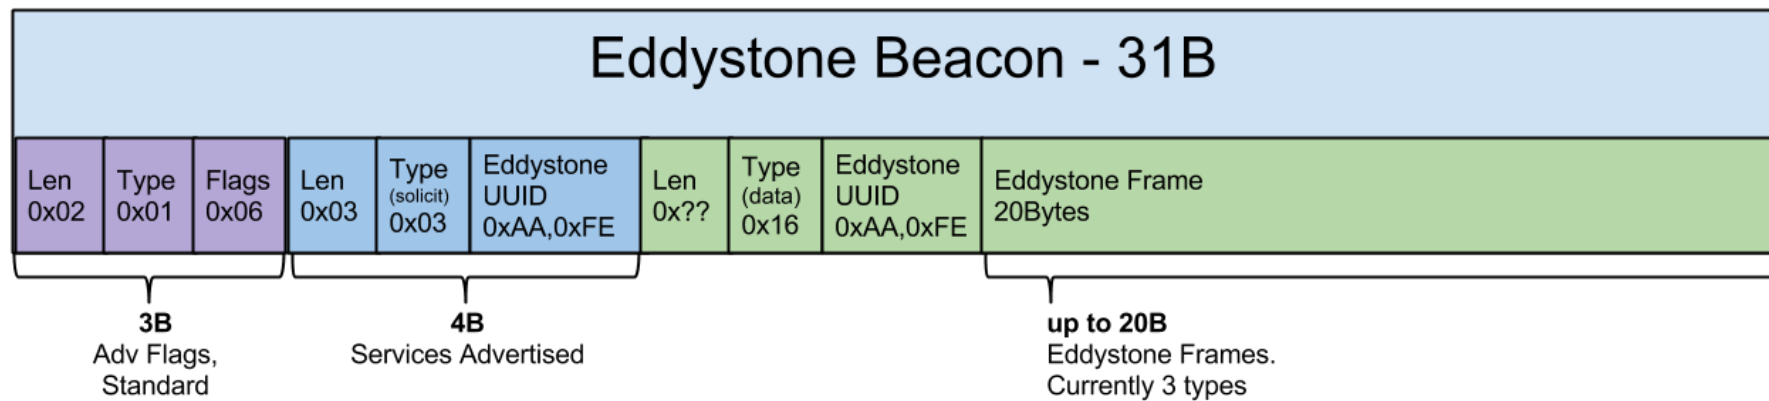 Eddystone Beacon - 31B
Len
0x02
Type
0x01
Flags
0x06
Len
0x03
Type
(solicit)
0x03
Eddystone
UUID
0xAA,0xFE
Len
0x??
Type
(data)
0x16
Eddystone
UUID
0xAA,0xFE
Eddystone Frame
20Bytes
3B
Adv Flags,
Standard
4B
Services Advertised
up to 20B
Eddystone Frames.
Currently 3 types